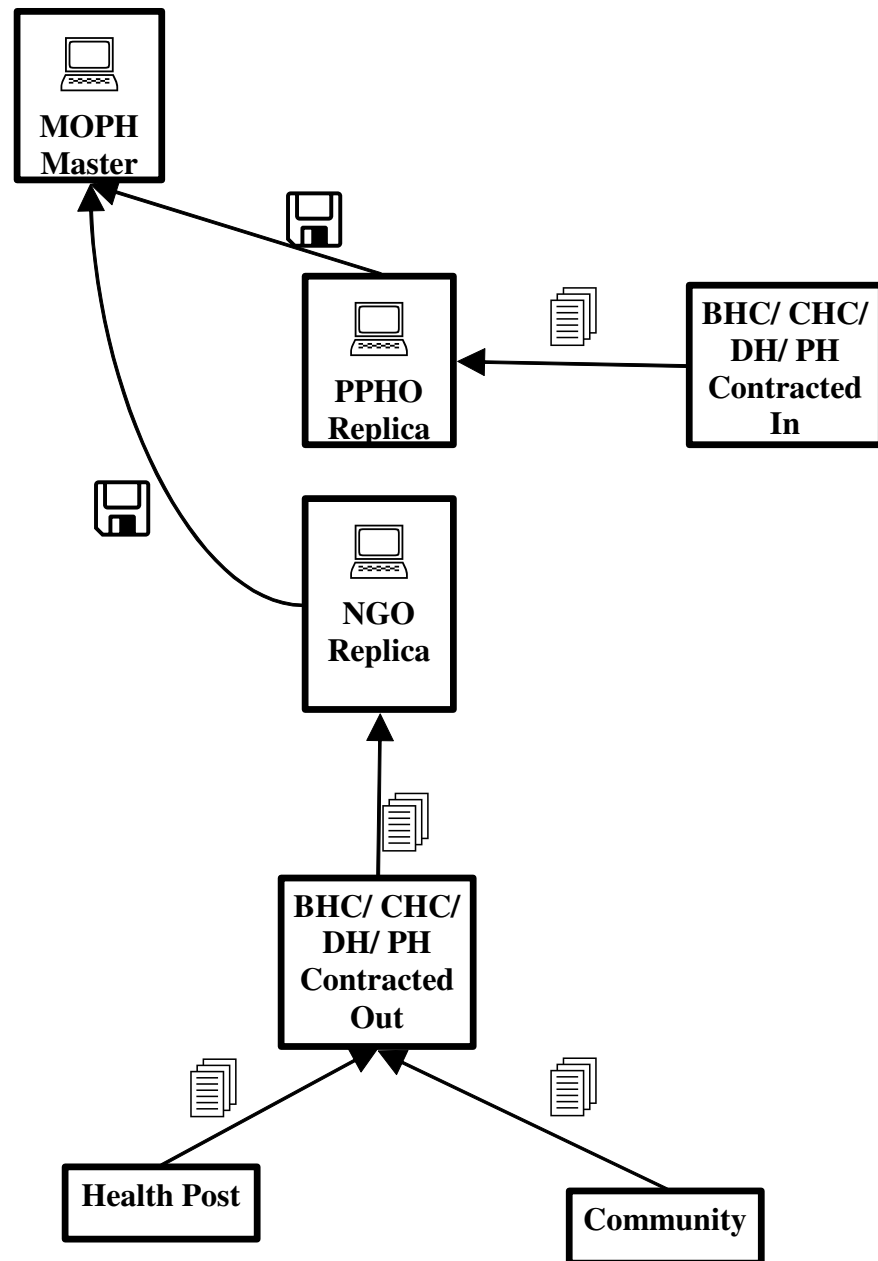 MOPH
Master
PPHO
Replica
BHC/ CHC/
DH/ PH
Contracted
In
NGO
Replica
BHC/ CHC/
DH/ PH
Contracted
Out
Health Post
Community